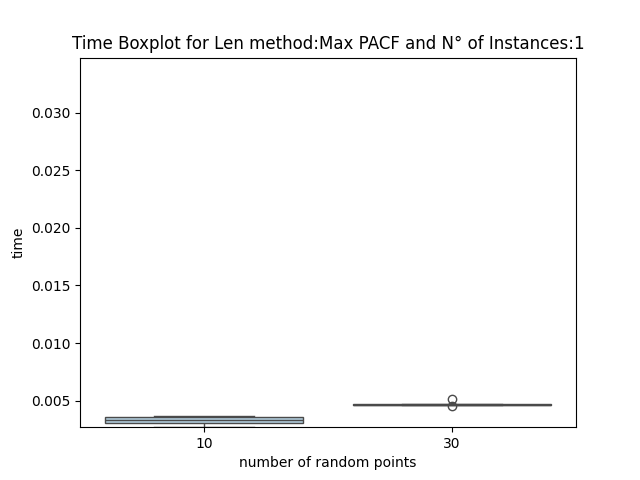 Time Boxplot for Len method:Max PACF and N° of Instances:1
0.030
0.025
0.020
0.015
0.010
0.005
time
10
30
number of random points